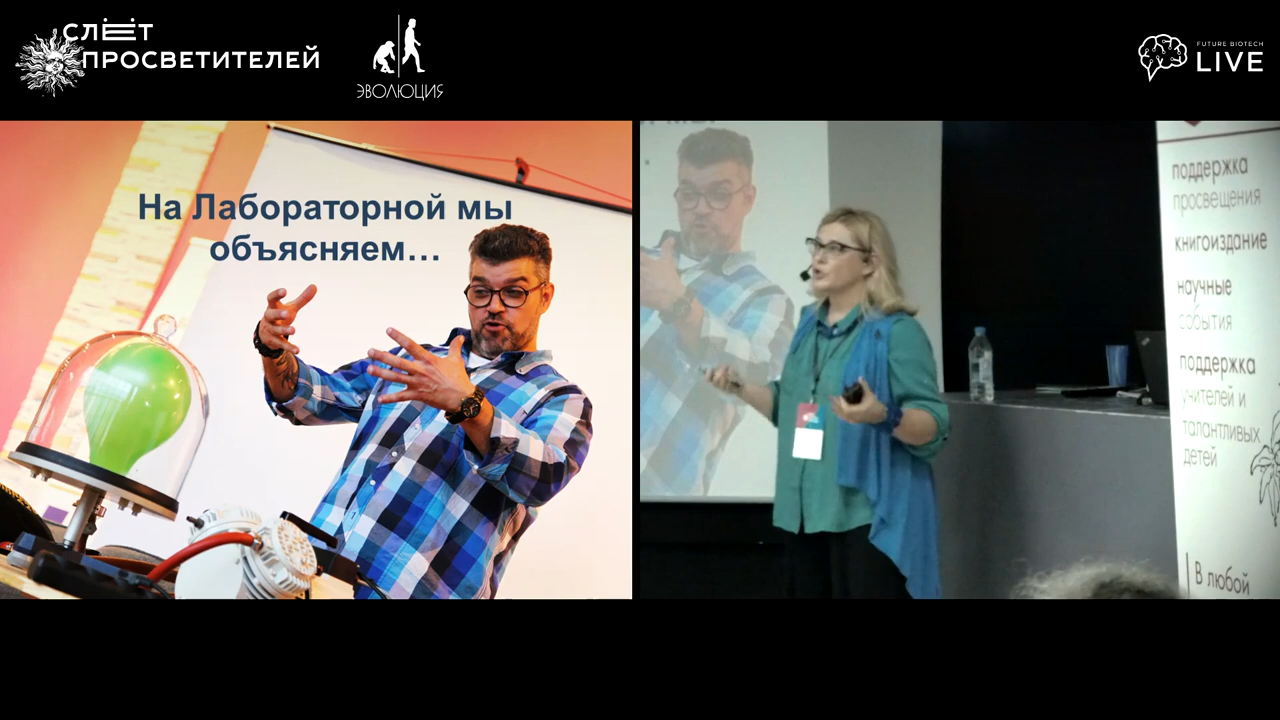 СЛЁТ
ПРОСВЕТИТЕЛЕЙ
ЭВОЛЮЦИЯ
FUTURE BIOTECH
LIVE
На Лабораторной мы
объясняем…
поддержка
просвещения
книгоиздание
научные
события
поддержка
учителей и
талантливых
детей
В любой